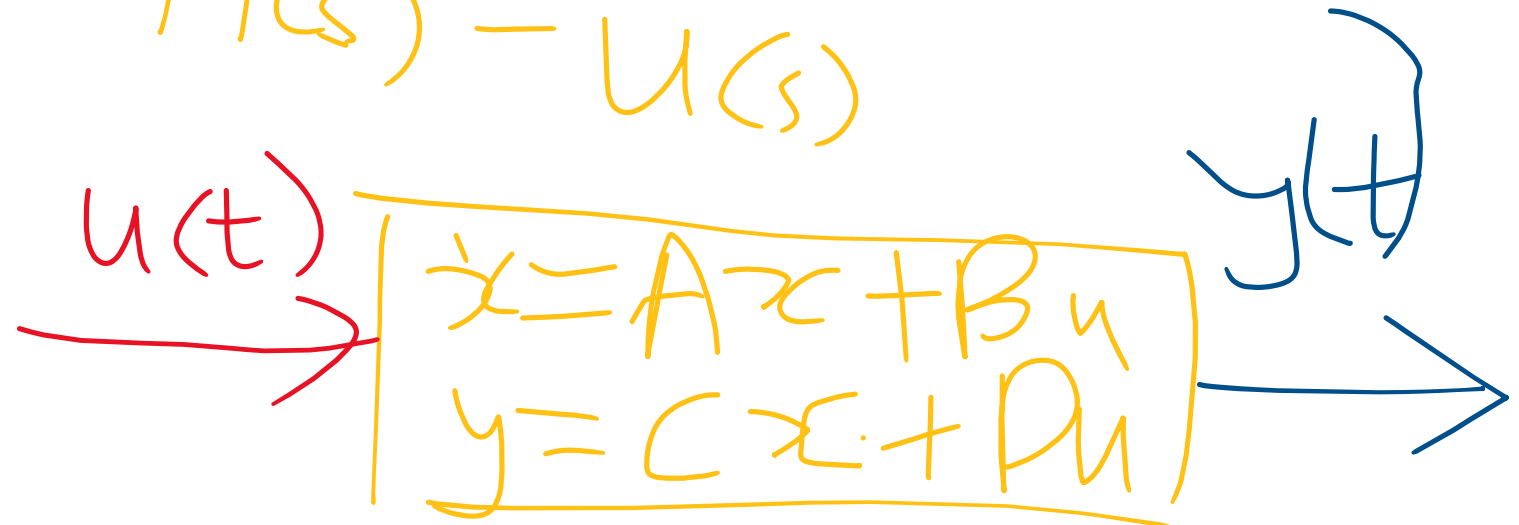 H(s) = U(s)
u(t)
y(t)
ẋ = Ax + Bu
y = Cx + Du